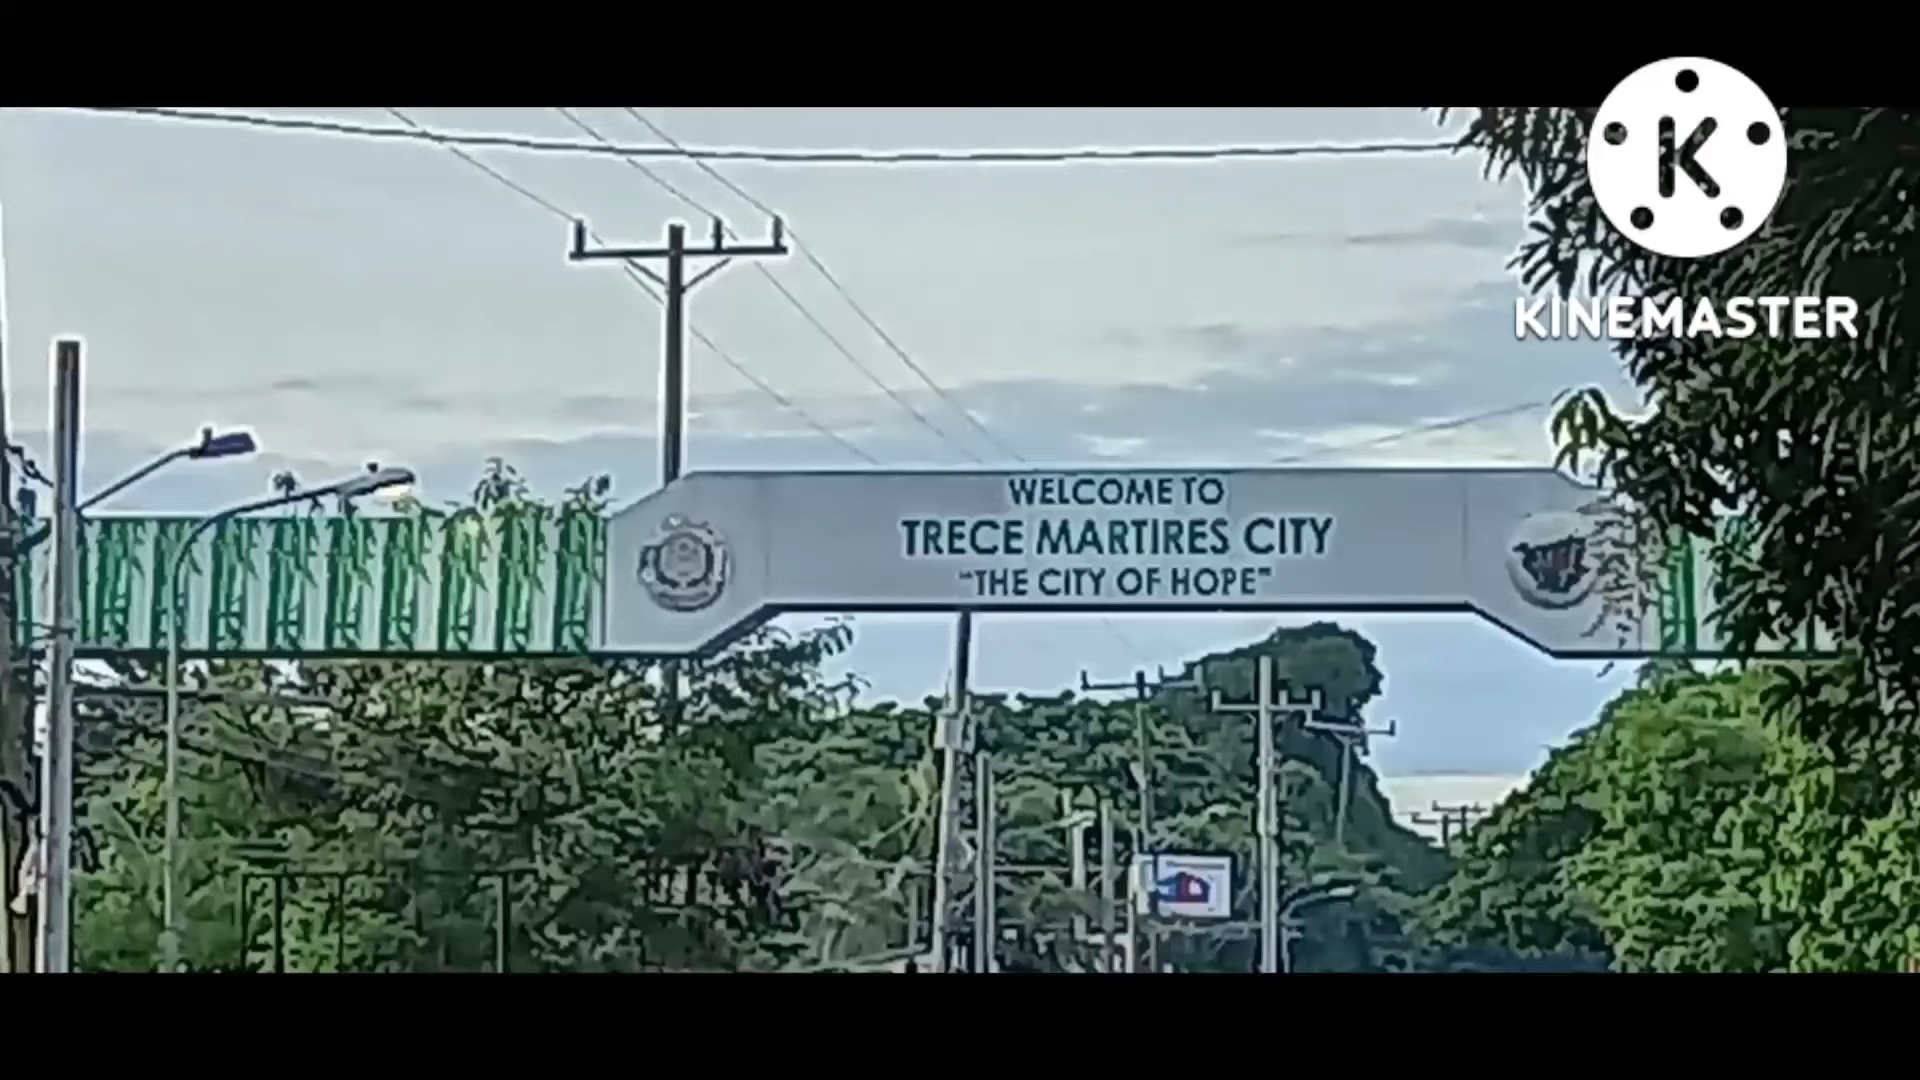 K
KINEMASTER
WELCOME TO
TRECE MARTIRES CITY
"THE CITY OF HOPE"